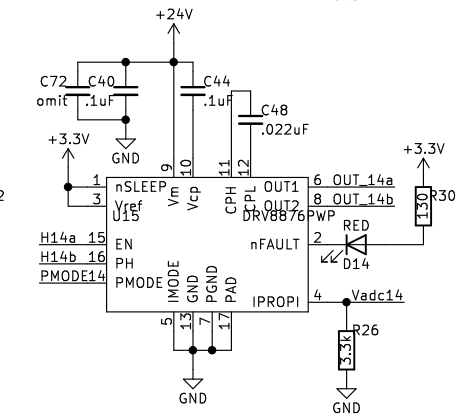 +24V
C72 C40 C44
omit .1uF .1uF
C48
.022uF
+3.3V
GND
+3.3V
9 10 11 12
1 nSLEEP Vm Vcp CPH CPL OUT1 6 OUT_14a
3 Vref OUT2 8 OUT_14b
U15 DRV8876PWP
130 R30
2
RED
H14a 15 EN nFAULT 2
D14
H14b 16 PH
PMODE14 PMODE
IMODE GND PGND PAD
IPROPI 4 Vadc14
5 13 7 17
3.3k R26
GND
GND